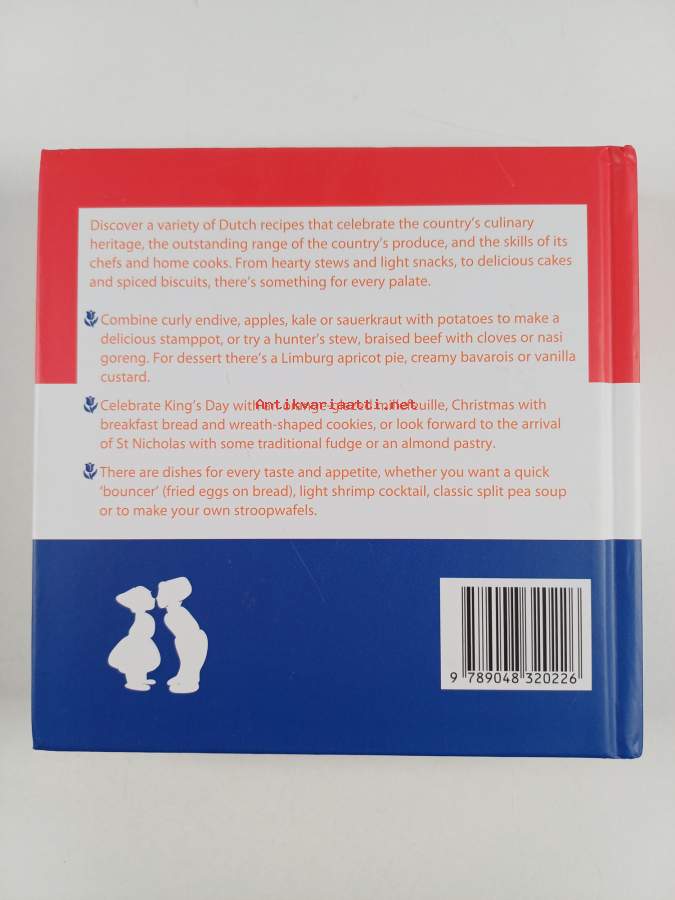 Discover a variety of Dutch recipes that celebrate the country's culinary
heritage, the outstanding range of the country's produce, and the skills of its
chefs and home cooks. From hearty stews and light snacks, to delicious cakes
and spiced biscuits, there's something for every palate.
Combine curly endive, apples, kale or sauerkraut with potatoes to make a
delicious stamppot, or try a hunter's stew, braised beef with cloves or nasi
goreng. For dessert there's a Limburg apricot pie, creamy bavarois or vanilla
custard.
Celebrate King's Day with Christmas with
Antikvariaatti.net
breakfast bread and wreath-shaped cookies, or look forward to the arrival
of St Nicholas with some traditional fudge or an almond pastry.
There are dishes for every taste and appetite, whether you want a quick
'bouncer' (fried eggs on bread), light shrimp cocktail, classic split pea soup
or to make your own stroopwafels.
9 789048 320226